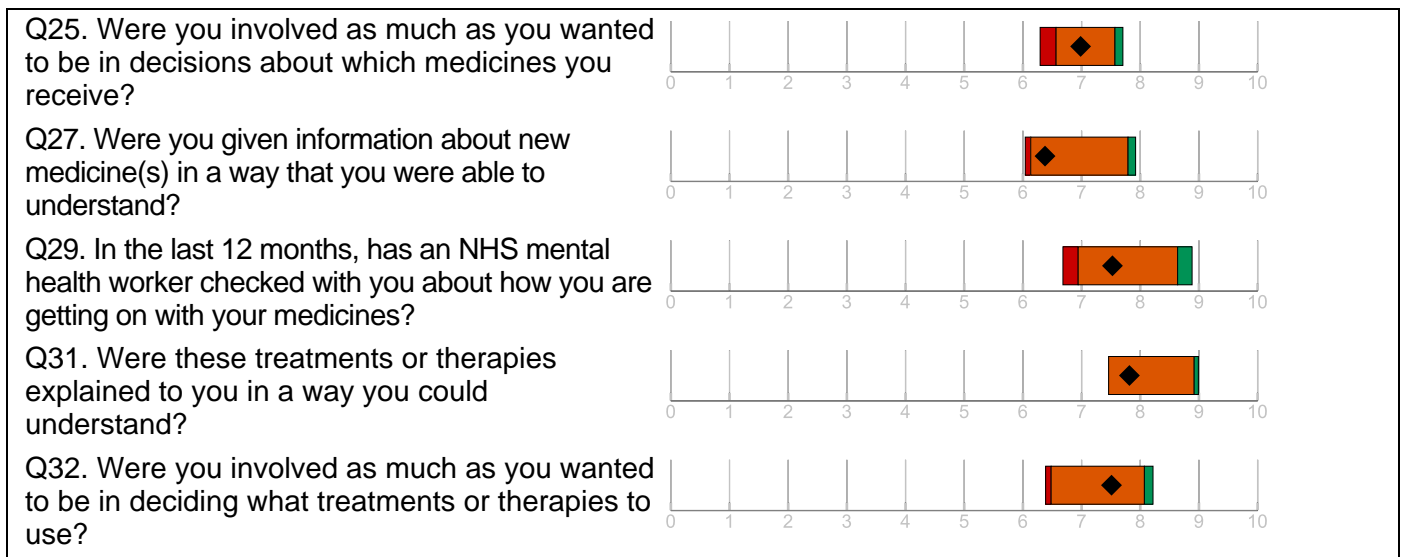 Q25. Were you involved as much as you wanted
to be in decisions about which medicines you
receive?
0 1 2 3 4 5 6 7 8 9 10
Q27. Were you given information about new
medicine(s) in a way that you were able to
understand?
0 1 2 3 4 5 6 7 8 9 10
Q29. In the last 12 months, has an NHS mental
health worker checked with you about how you are
getting on with your medicines?
0 1 2 3 4 5 6 7 8 9 10
Q31. Were these treatments or therapies
explained to you in a way you could
understand?
0 1 2 3 4 5 6 7 8 9 10
Q32. Were you involved as much as you wanted
to be in deciding what treatments or therapies to
use?
0 1 2 3 4 5 6 7 8 9 10